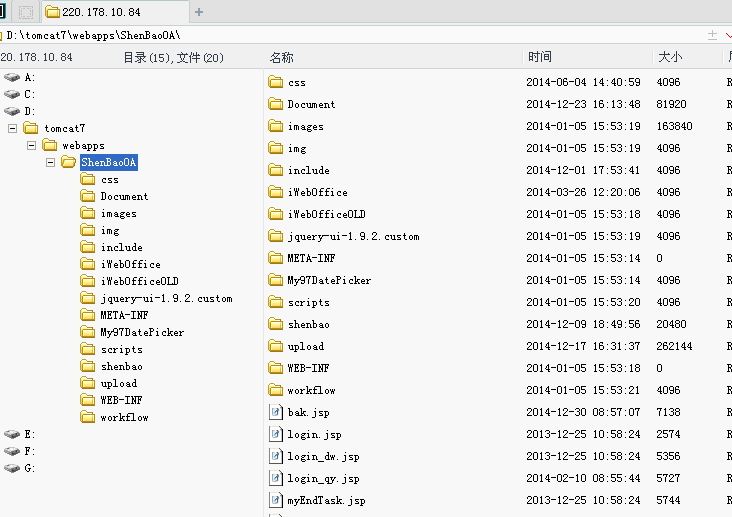 220.178.10.84
D:\tomcat7\webapps\ShenBaoOA\
20.178.10.84 目录(15),文件(20) 名称 时间 大小
A:
C:
D:
tomcat7
webapps
ShenBaoOA
css
Document
images
img
include
iWebOffice
iWebOfficeOLD
jquery-ui-1.9.2.custom
META-INF
My97DatePicker
scripts
shenbao
upload
WEB-INF
workflow
E:
F:
G:
css 2014-06-04 14:40:59 4096 R
Document 2014-12-23 16:13:48 81920 R
images 2014-01-05 15:53:19 163840 R
img 2014-01-05 15:53:19 4096 R
include 2014-12-01 17:53:41 4096 R
iWebOffice 2014-03-26 12:20:06 4096 R
iWebOfficeOLD 2014-01-05 15:53:18 4096 R
jquery-ui-1.9.2.custom 2014-01-05 15:53:19 4096 R
META-INF 2014-01-05 15:53:14 0 R
My97DatePicker 2014-01-05 15:53:14 4096 R
scripts 2014-01-05 15:53:20 4096 R
shenbao 2014-12-09 18:49:56 20480 R
upload 2014-12-17 16:31:37 262144 R
WEB-INF 2014-01-05 15:53:18 0 R
workflow 2014-01-05 15:53:21 4096 R
bak.jsp 2014-12-30 08:57:07 7138 R
login.jsp 2013-12-25 10:58:24 2574 R
login_dw.jsp 2013-12-25 10:58:24 5356 R
login_qy.jsp 2014-02-10 08:55:44 5727 R
myEndTask.jsp 2013-12-25 10:58:24 5744 R